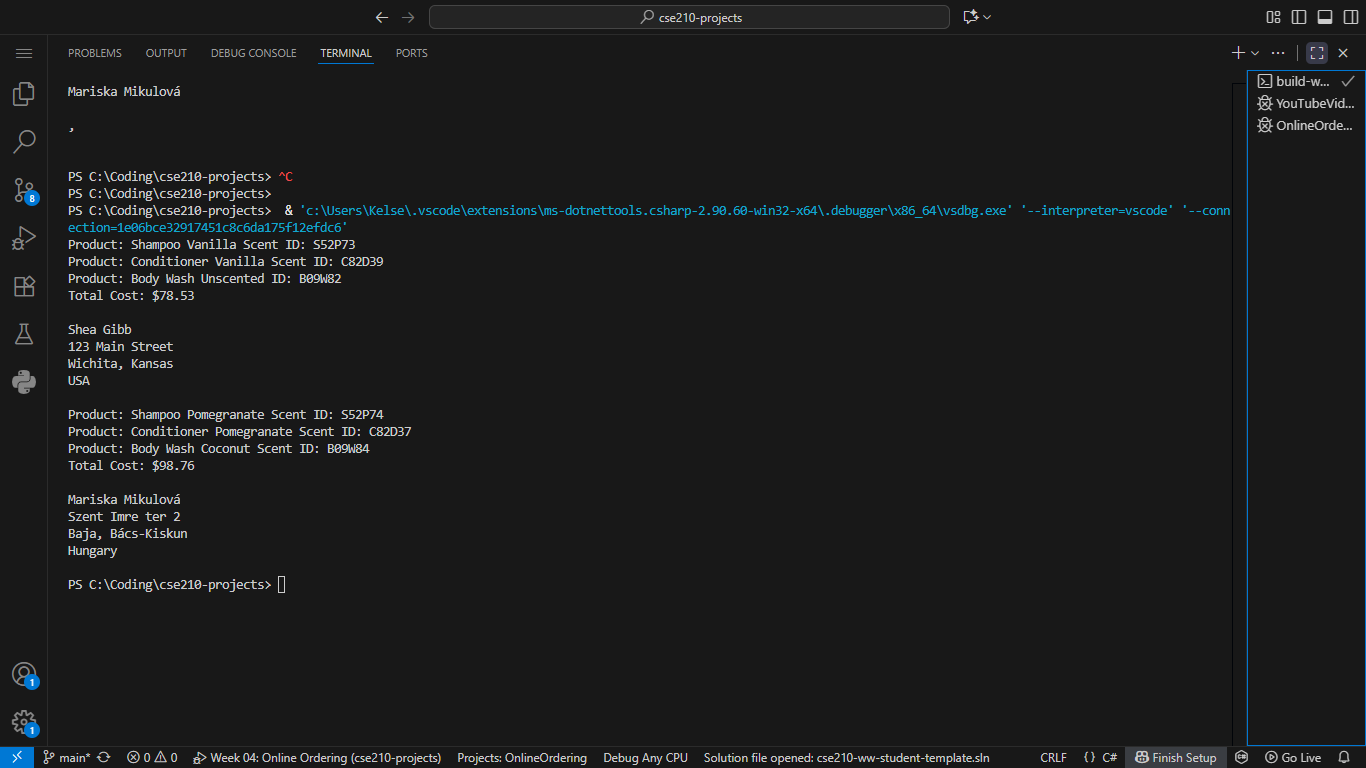 cse210-projects
PROBLEMS OUTPUT DEBUG CONSOLE TERMINAL PORTS
build-w...
YouTubeVid...
OnlineOrde...
Mariska Mikulová
,
PS C:\Coding\cse210-projects> ^C
PS C:\Coding\cse210-projects>
PS C:\Coding\cse210-projects>  & 'c:\Users\Kelse\.vscode\extensions\ms-dotnettools.csharp-2.90.60-win32-x64\.debugger\x86_64\vsdbg.exe' '--interpreter=vscode' '--conn
ection=1e06bce32917451c8c6da175f12efdc6'
Product: Shampoo Vanilla Scent ID: S52P73
Product: Conditioner Vanilla Scent ID: C82D39
Product: Body Wash Unscented ID: B09W82
Total Cost: $78.53
Shea Gibb
123 Main Street
Wichita, Kansas
USA
Product: Shampoo Pomegranate Scent ID: S52P74
Product: Conditioner Pomegranate Scent ID: C82D37
Product: Body Wash Coconut Scent ID: B09W84
Total Cost: $98.76
Mariska Mikulová
Szent Imre ter 2
Baja, Bács-Kiskun
Hungary
PS C:\Coding\cse210-projects>
8
1
1
main* 0 0 Week 04: Online Ordering (cse210-projects) Projects: OnlineOrdering Debug Any CPU Solution file opened: cse210-ww-student-template.sln CRLF {} C# Finish Setup Go Live